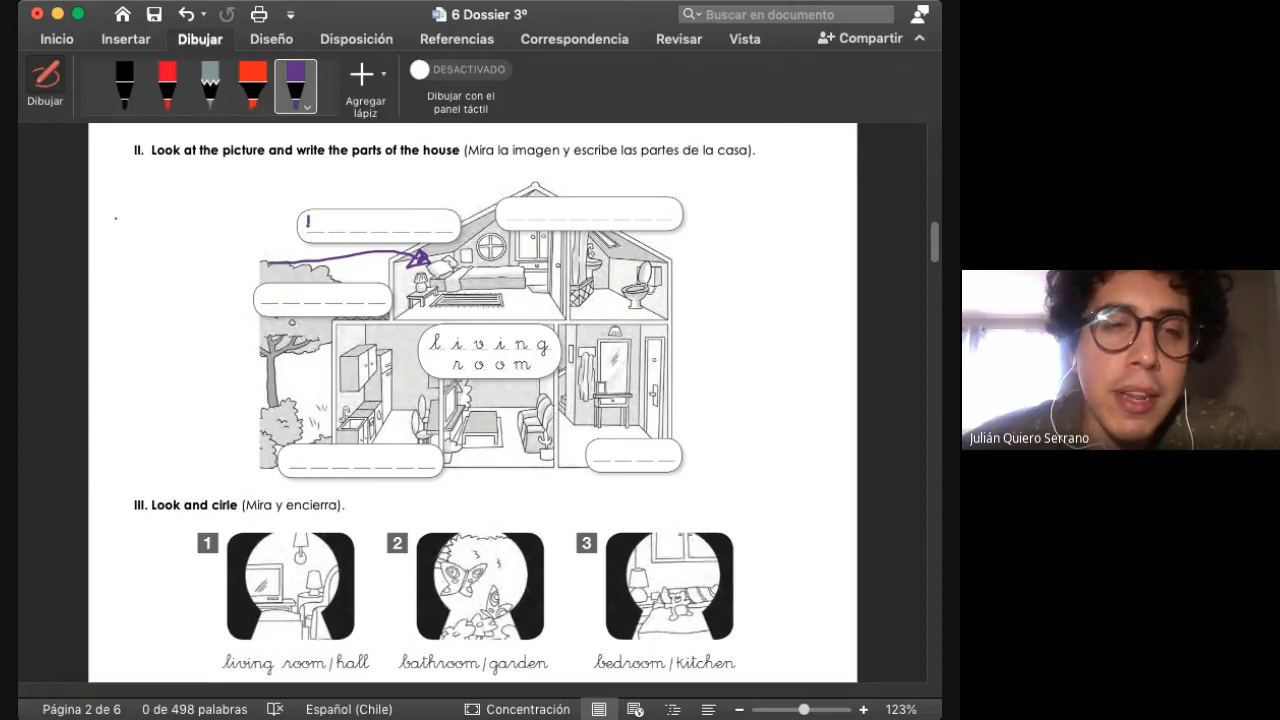 6 Dossier 3º
Buscar en documento
Inicio Insertar Dibujar Diseño Disposición Referencias Correspondencia Revisar Vista Compartir
Dibujar
Agregar lápiz
DESACTIVADO
Dibujar con el panel táctil
II. Look at the picture and write the parts of the house (Mira la imagen y escribe las partes de la casa).
living
room
III. Look and cirle (Mira y encierra).
1 2 3
living room / hall bathroom / garden bedroom / kitchen
Julián Quiero Serrano
Página 2 de 6 0 de 498 palabras Español (Chile) Concentración 123%